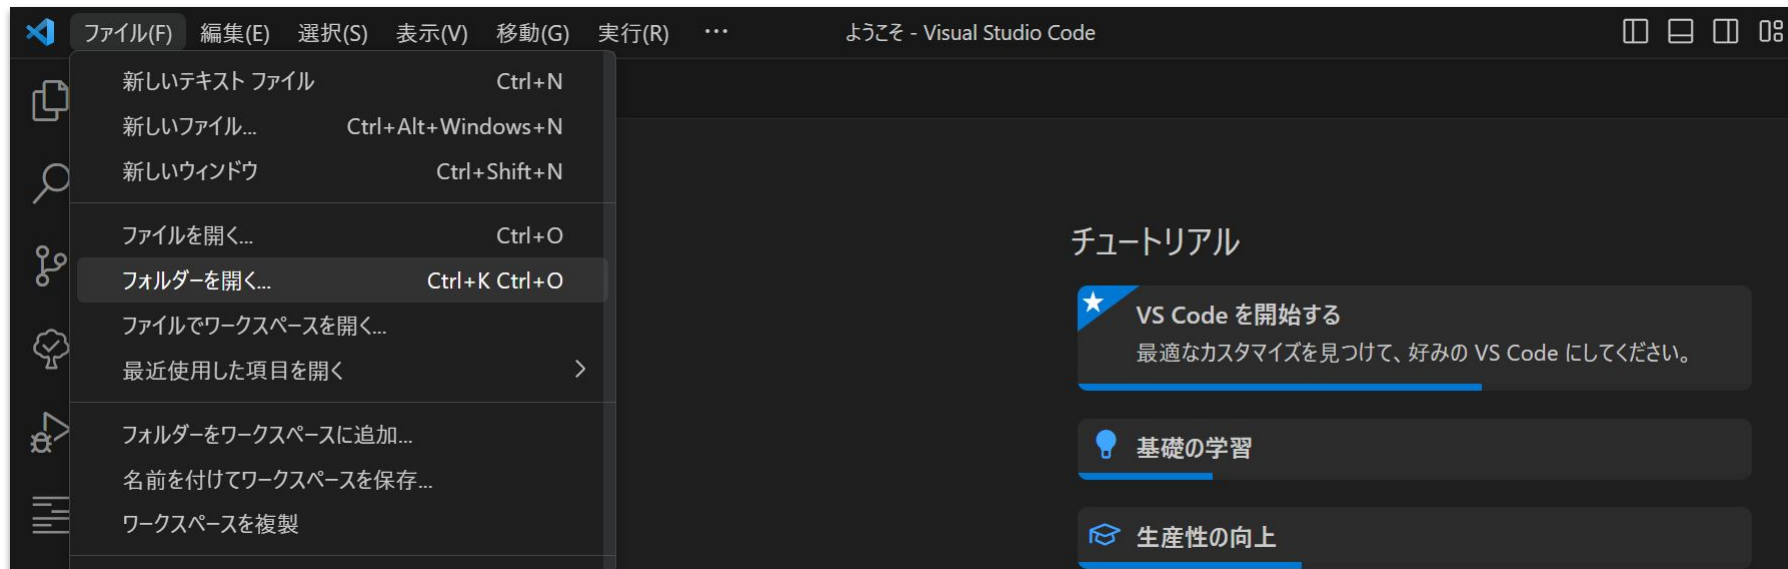 ファイル(F) 編集(E) 選択(S) 表示(V) 移動(G) 実行(R) ··· ようこそ - Visual Studio Code
新しいテキスト ファイル Ctrl+N
新しいファイル... Ctrl+Alt+Windows+N
新しいウィンドウ Ctrl+Shift+N
ファイルを開く... Ctrl+O
フォルダーを開く... Ctrl+K Ctrl+O
ファイルでワークスペースを開く...
最近使用した項目を開く
フォルダーをワークスペースに追加...
名前を付けてワークスペースを保存...
ワークスペースを複製
チュートリアル
VS Code を開始する
最適なカスタマイズを見つけて、好みの VS Code にしてください。
基礎の学習
生産性の向上